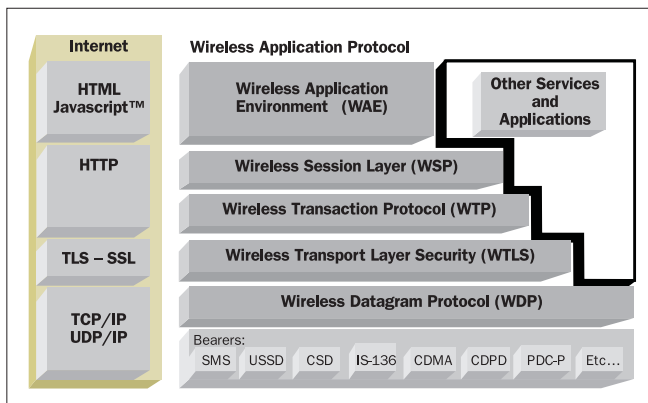 Internet
HTML
Javascript™
HTTP
TLS – SSL
TCP/IP
UDP/IP
Wireless Application Protocol
Wireless Application
Environment (WAE)
Other Services
and
Applications
Wireless Session Layer (WSP)
Wireless Transaction Protocol (WTP)
Wireless Transport Layer Security (WTLS)
Wireless Datagram Protocol (WDP)
Bearers:
SMS USSD CSD IS-136 CDMA CDPD PDC-P Etc...